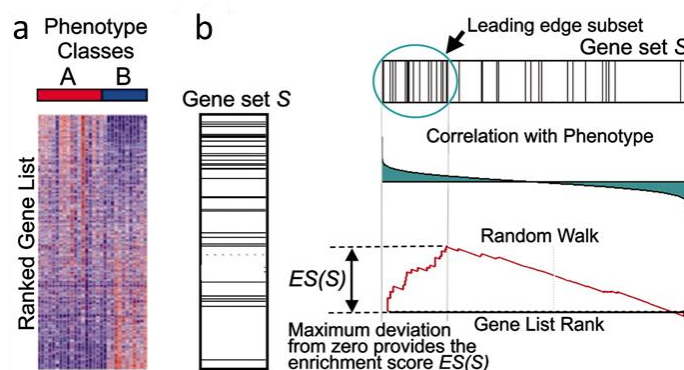 a
Phenotype
Classes
A B
Ranked Gene List
b
Gene set S
Leading edge subset
Gene set S
Correlation with Phenotype
Random Walk
ES(S)
Gene List Rank
Maximum deviation
from zero provides the
enrichment score ES(S)